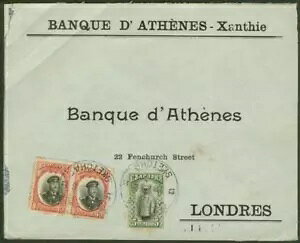 BANQUE D'ATHÈNES - Xanthie
Banque d'Athènes
22 Fenchurch Street
LONDRES